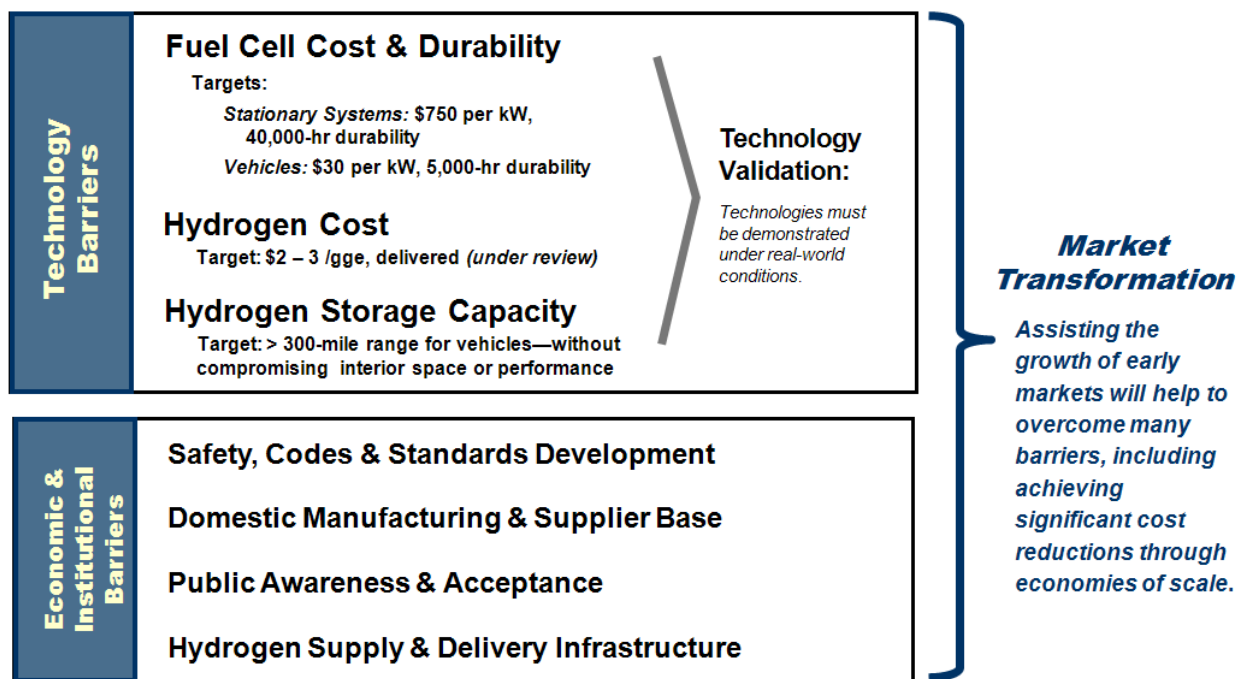 Technology
Barriers
Fuel Cell Cost & Durability
Targets:
Stationary Systems: $750 per kW,
40,000-hr durability
Vehicles: $30 per kW, 5,000-hr durability
Hydrogen Cost
Target: $2 – 3 /gge, delivered (under review)
Hydrogen Storage Capacity
Target: > 300-mile range for vehicles—without
compromising interior space or performance
Technology
Validation:
Technologies must
be demonstrated
under real-world
conditions.
Economic &
Institutional
Barriers
Safety, Codes & Standards Development
Domestic Manufacturing & Supplier Base
Public Awareness & Acceptance
Hydrogen Supply & Delivery Infrastructure
Market
Transformation
Assisting the
growth of early
markets will help to
overcome many
barriers, including
achieving
significant cost
reductions through
economies of scale.